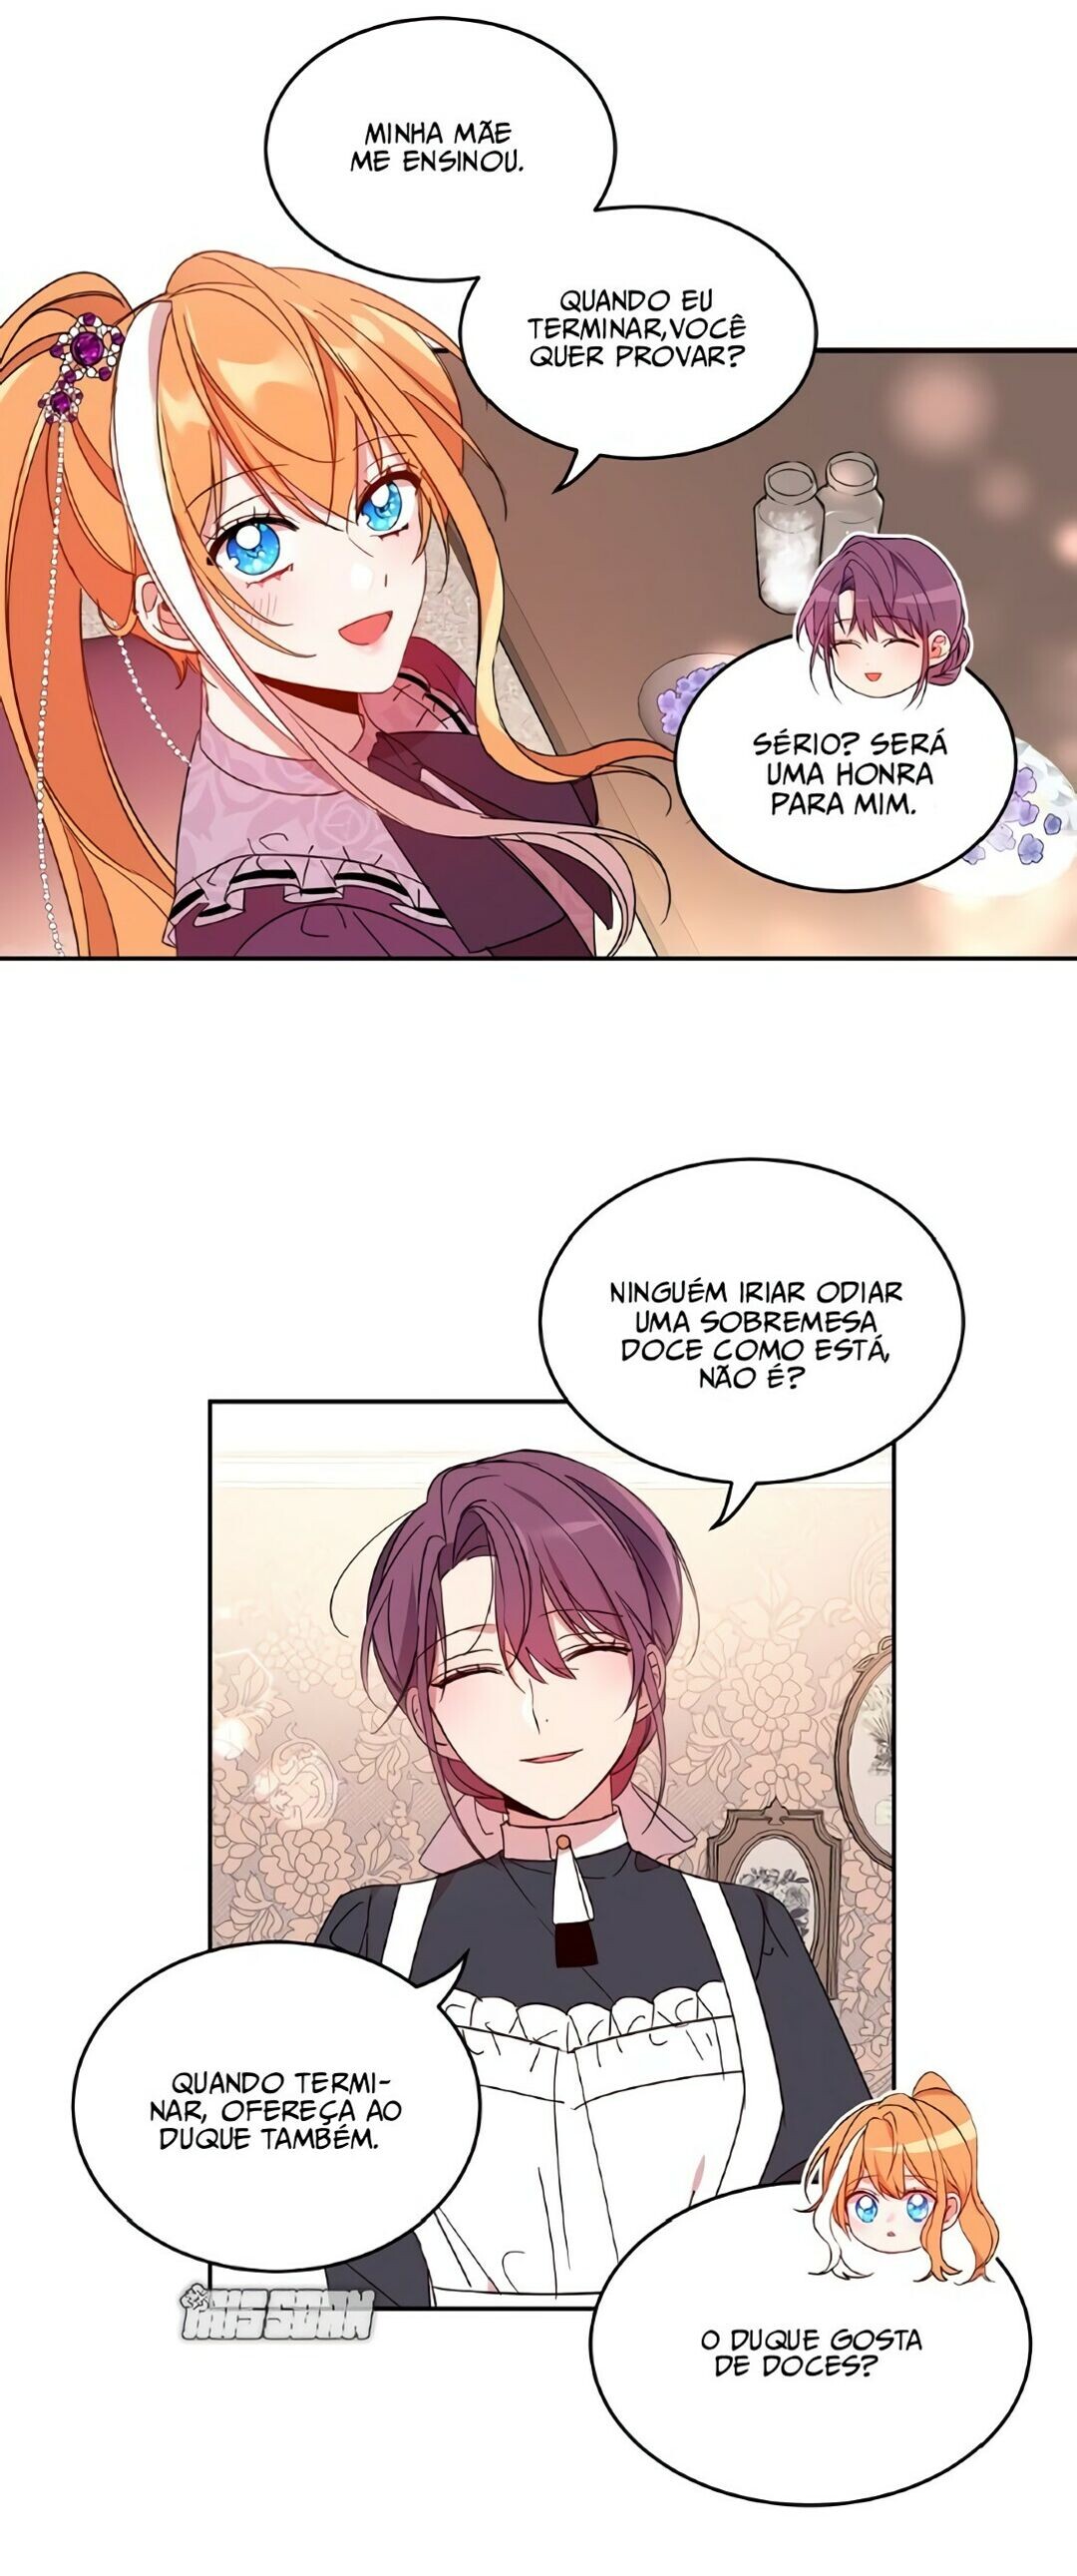 MINHA MÃE
ME ENSINOU.
QUANDO EU
TERMINAR,VOCÊ
QUER PROVAR?
SÉRIO? SERÁ
UMA HONRA
PARA MIM.
NINGUÉM IRIAR ODIAR
UMA SOBREMESA
DOCE COMO ESTÁ,
NÃO É?
QUANDO TERMI-
NAR, OFEREÇA AO
DUQUE TAMBÉM.
O DUQUE GOSTA
DE DOCES?